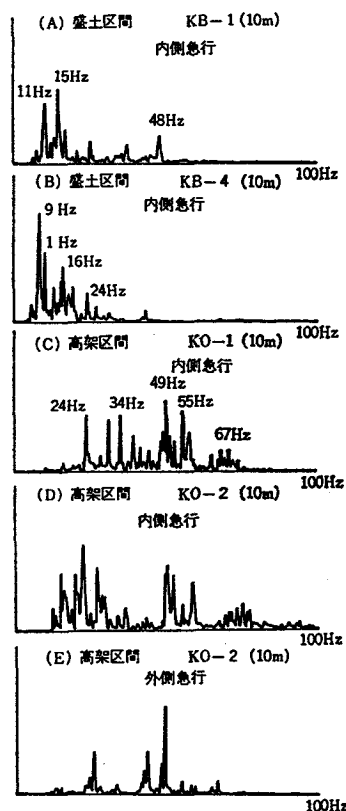 (A) 盛土区間 KB-1 (10m)
内側急行
15Hz
11Hz
48Hz
100Hz
(B) 盛土区間 KB-4 (10m)
内側急行
9 Hz
1 Hz
16Hz
24Hz
100Hz
(C) 高架区間 KO-1 (10m)
内側急行
49Hz
24Hz
34Hz
55Hz
67Hz
100Hz
(D) 高架区間 KO-2 (10m)
内側急行
100Hz
(E) 高架区間 KO-2 (10m)
外側急行
100Hz